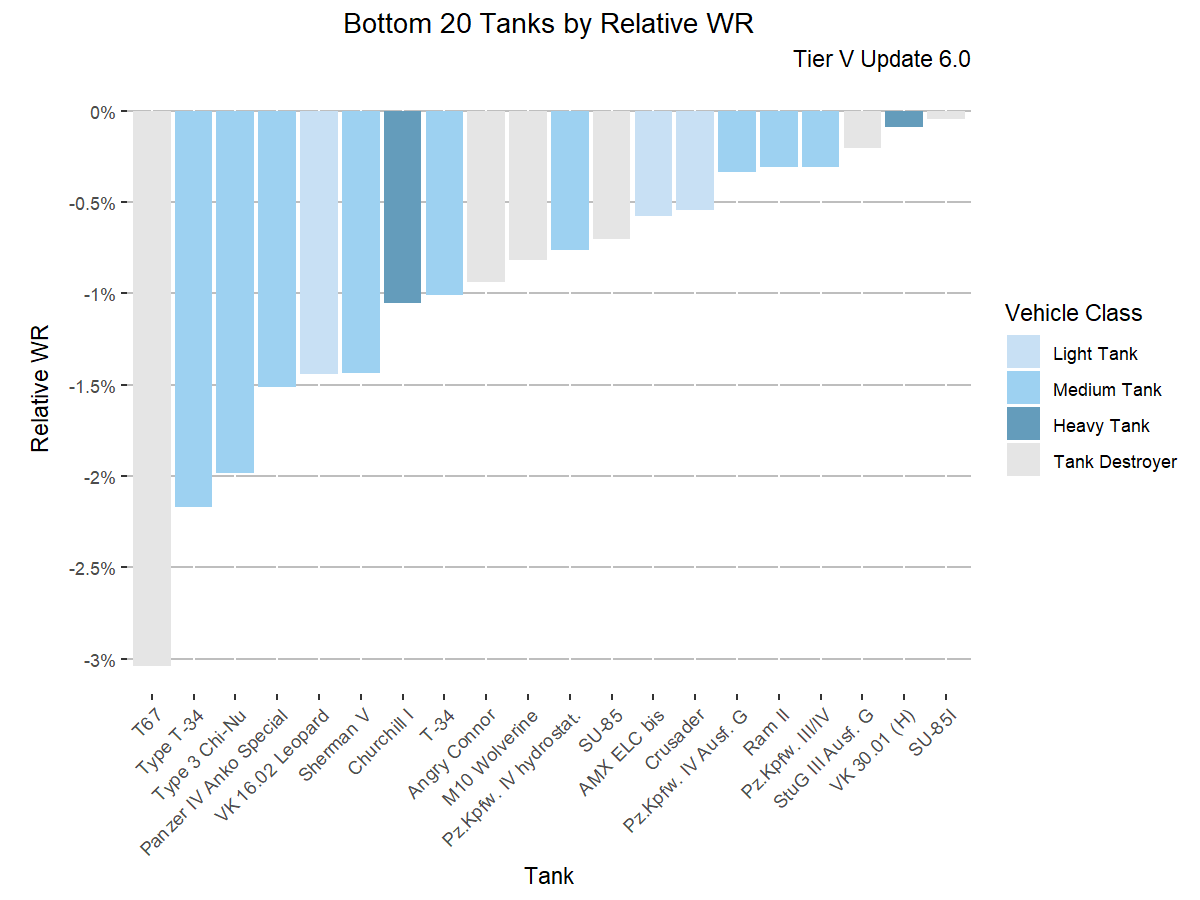 Bottom 20 Tanks by Relative WR
Tier V Update 6.0
0%
-0.5%
-1%
-1.5%
-2%
-2.5%
-3%
Relative WR
T67
Type T-34
Type 3 Chi-Nu
Panzer IV Anko Special
VK 16.02 Leopard
Sherman V
Churchill I
T-34
Angry Connor
M10 Wolverine
Pz.Kpfw. IV hydrostat.
SU-85
AMX ELC bis
Crusader
Pz.Kpfw. IV Ausf. G
Ram II
Pz.Kpfw. III/IV
StuG III Ausf. G
VK 30.01 (H)
SU-85I
Tank
Vehicle Class
Light Tank
Medium Tank
Heavy Tank
Tank Destroyer